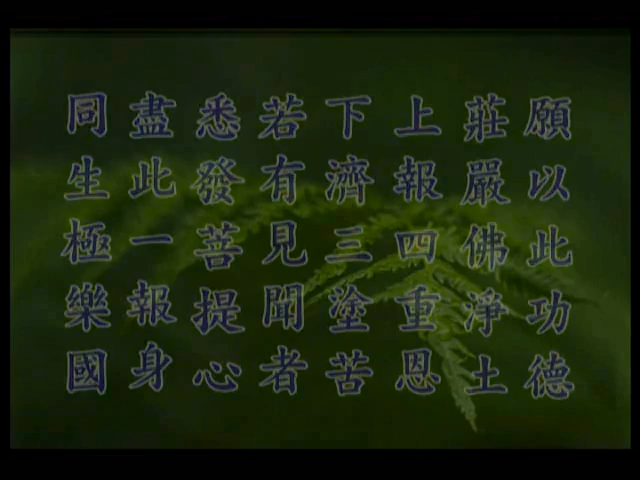 願以此功德
莊嚴佛淨土
上報四重恩
下濟三塗苦
若有見聞者
悉發菩提心
盡此一報身
同生極樂國